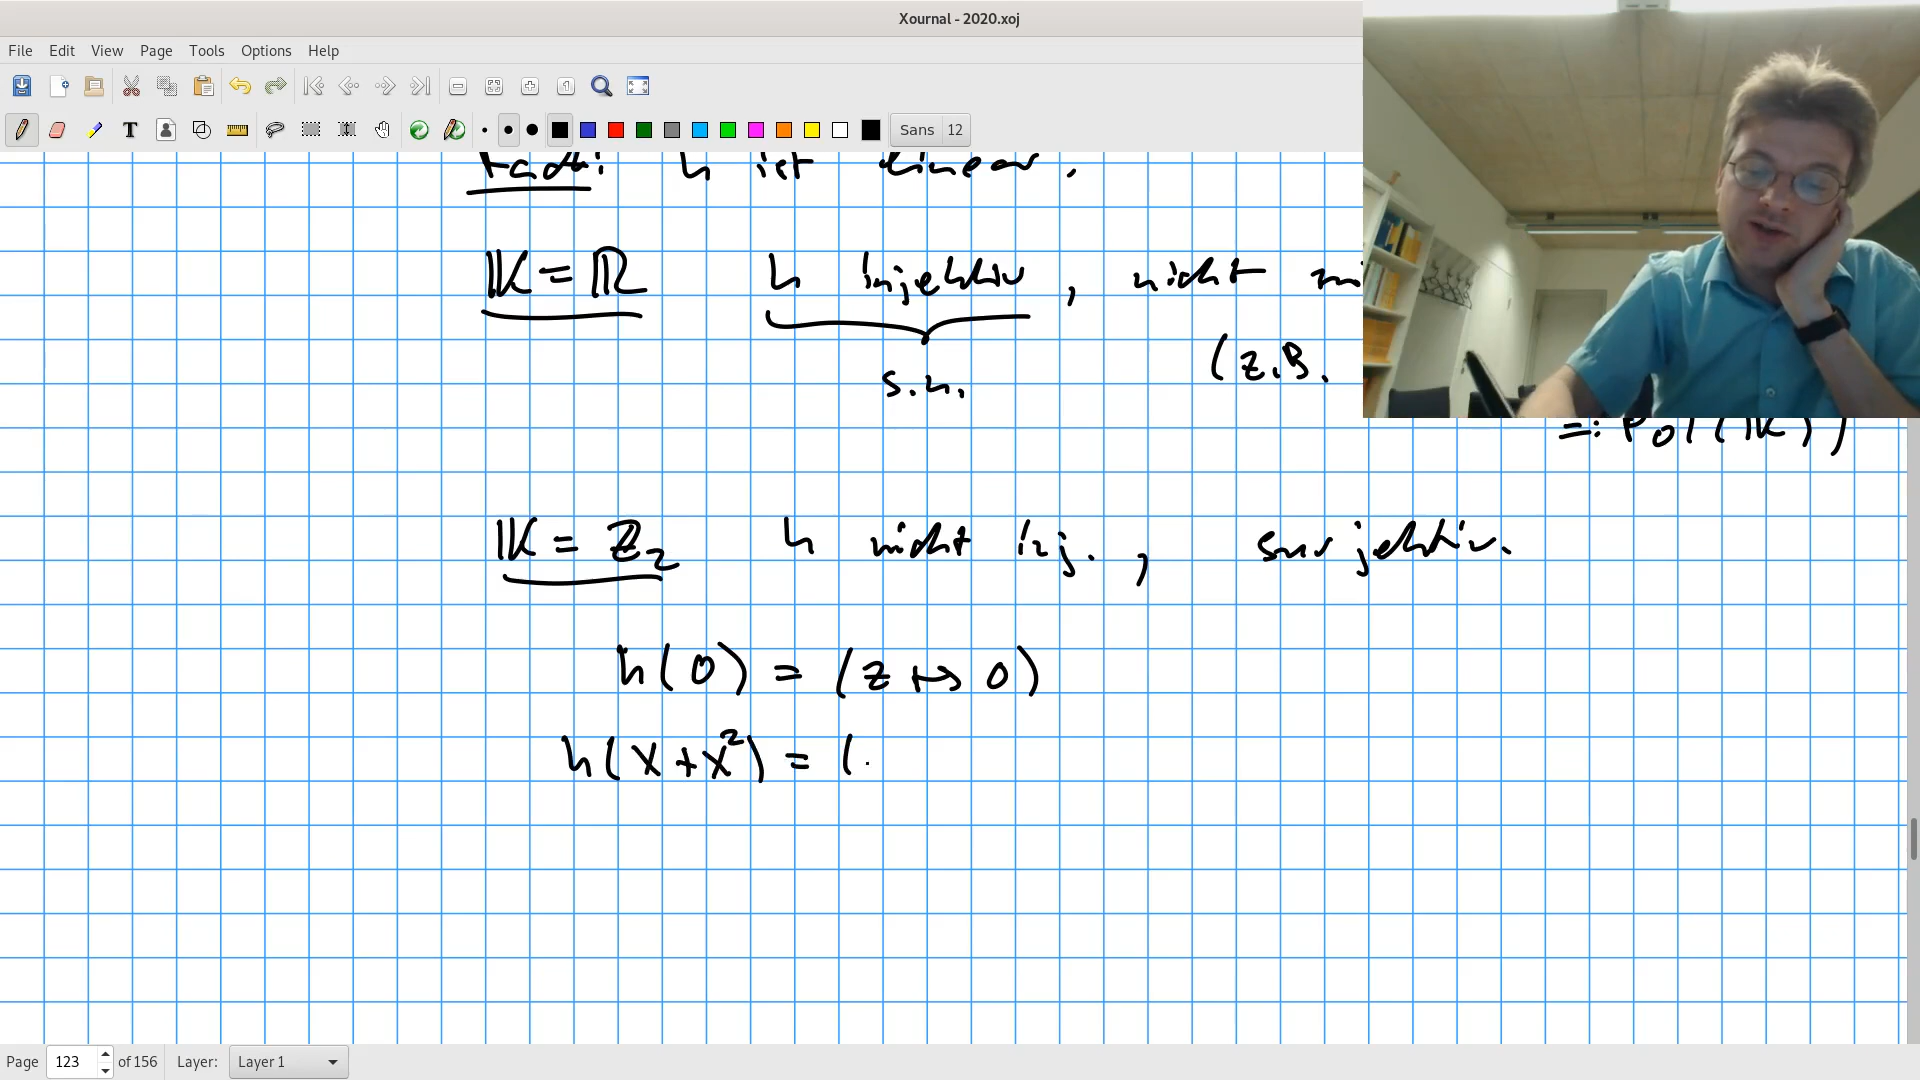 Xournal - 2020.xoj
File Edit View Page Tools Options Help
Sans 12
h ist linear.
𝕂 = ℝ h injektiv, nicht
s.u.
(z.B.
=: Pol(𝕂))
𝕂 = ℤ₂ h nicht inj., surjektiv.
h(0) = (z ↦ 0)
h(X+X²) = (
Page 123 of 156 Layer: Layer 1